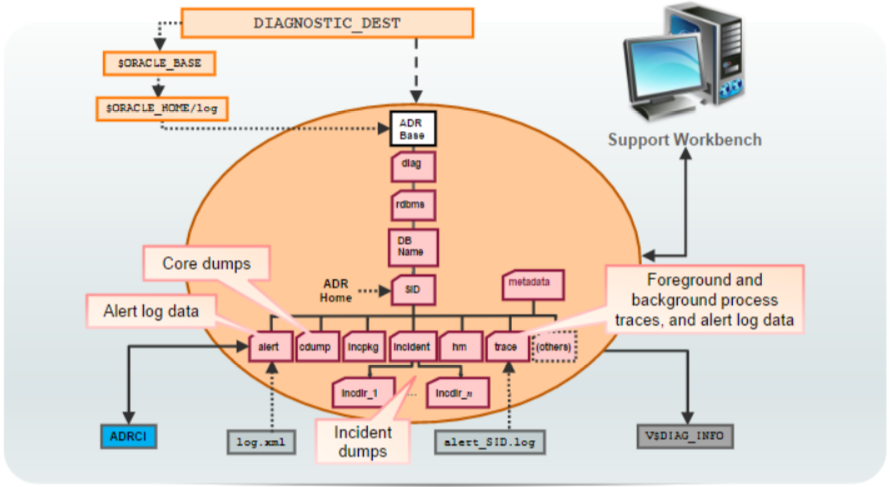 DIAGNOSTIC_DEST
$ORACLE_BASE
$ORACLE_HOME/log
ADR
Base
Support Workbench
diag
rdbms
DB
Name
Core dumps
ADR
Home
SID
metadata
Foreground and
background process
traces, and alert log data
Alert log data
alert
cdump
incpkg
incident
hm
trace
(others)
incdir_1
...
incdir_n
ADRCI
log.xml
Incident
dumps
alert_SID.log
V$DIAG_INFO